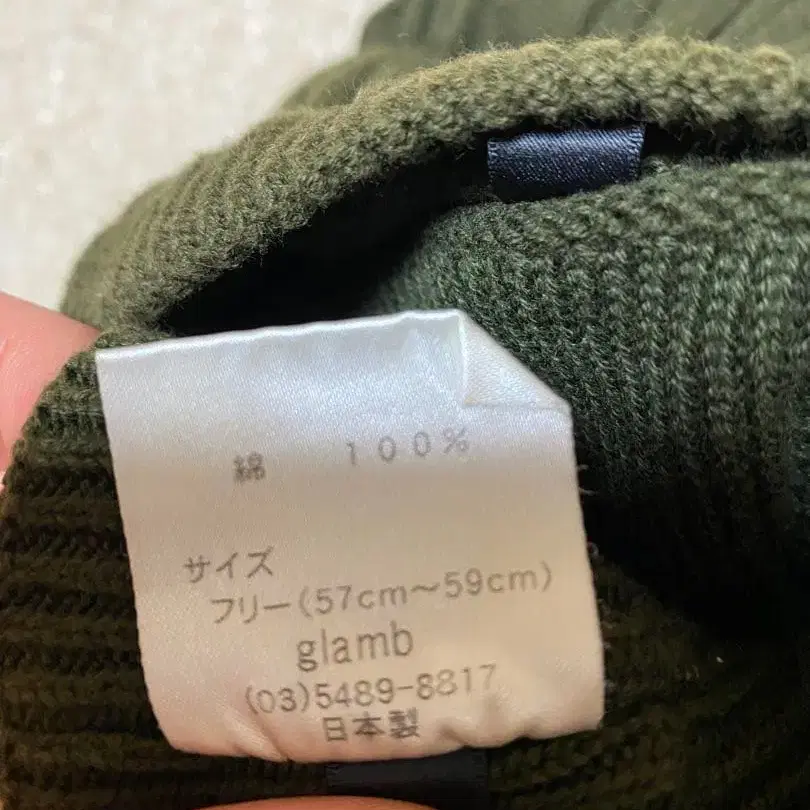 綿　１００％
サイズ
フリー（57cm～59cm）
glamb
(03)5489-8817
日本製